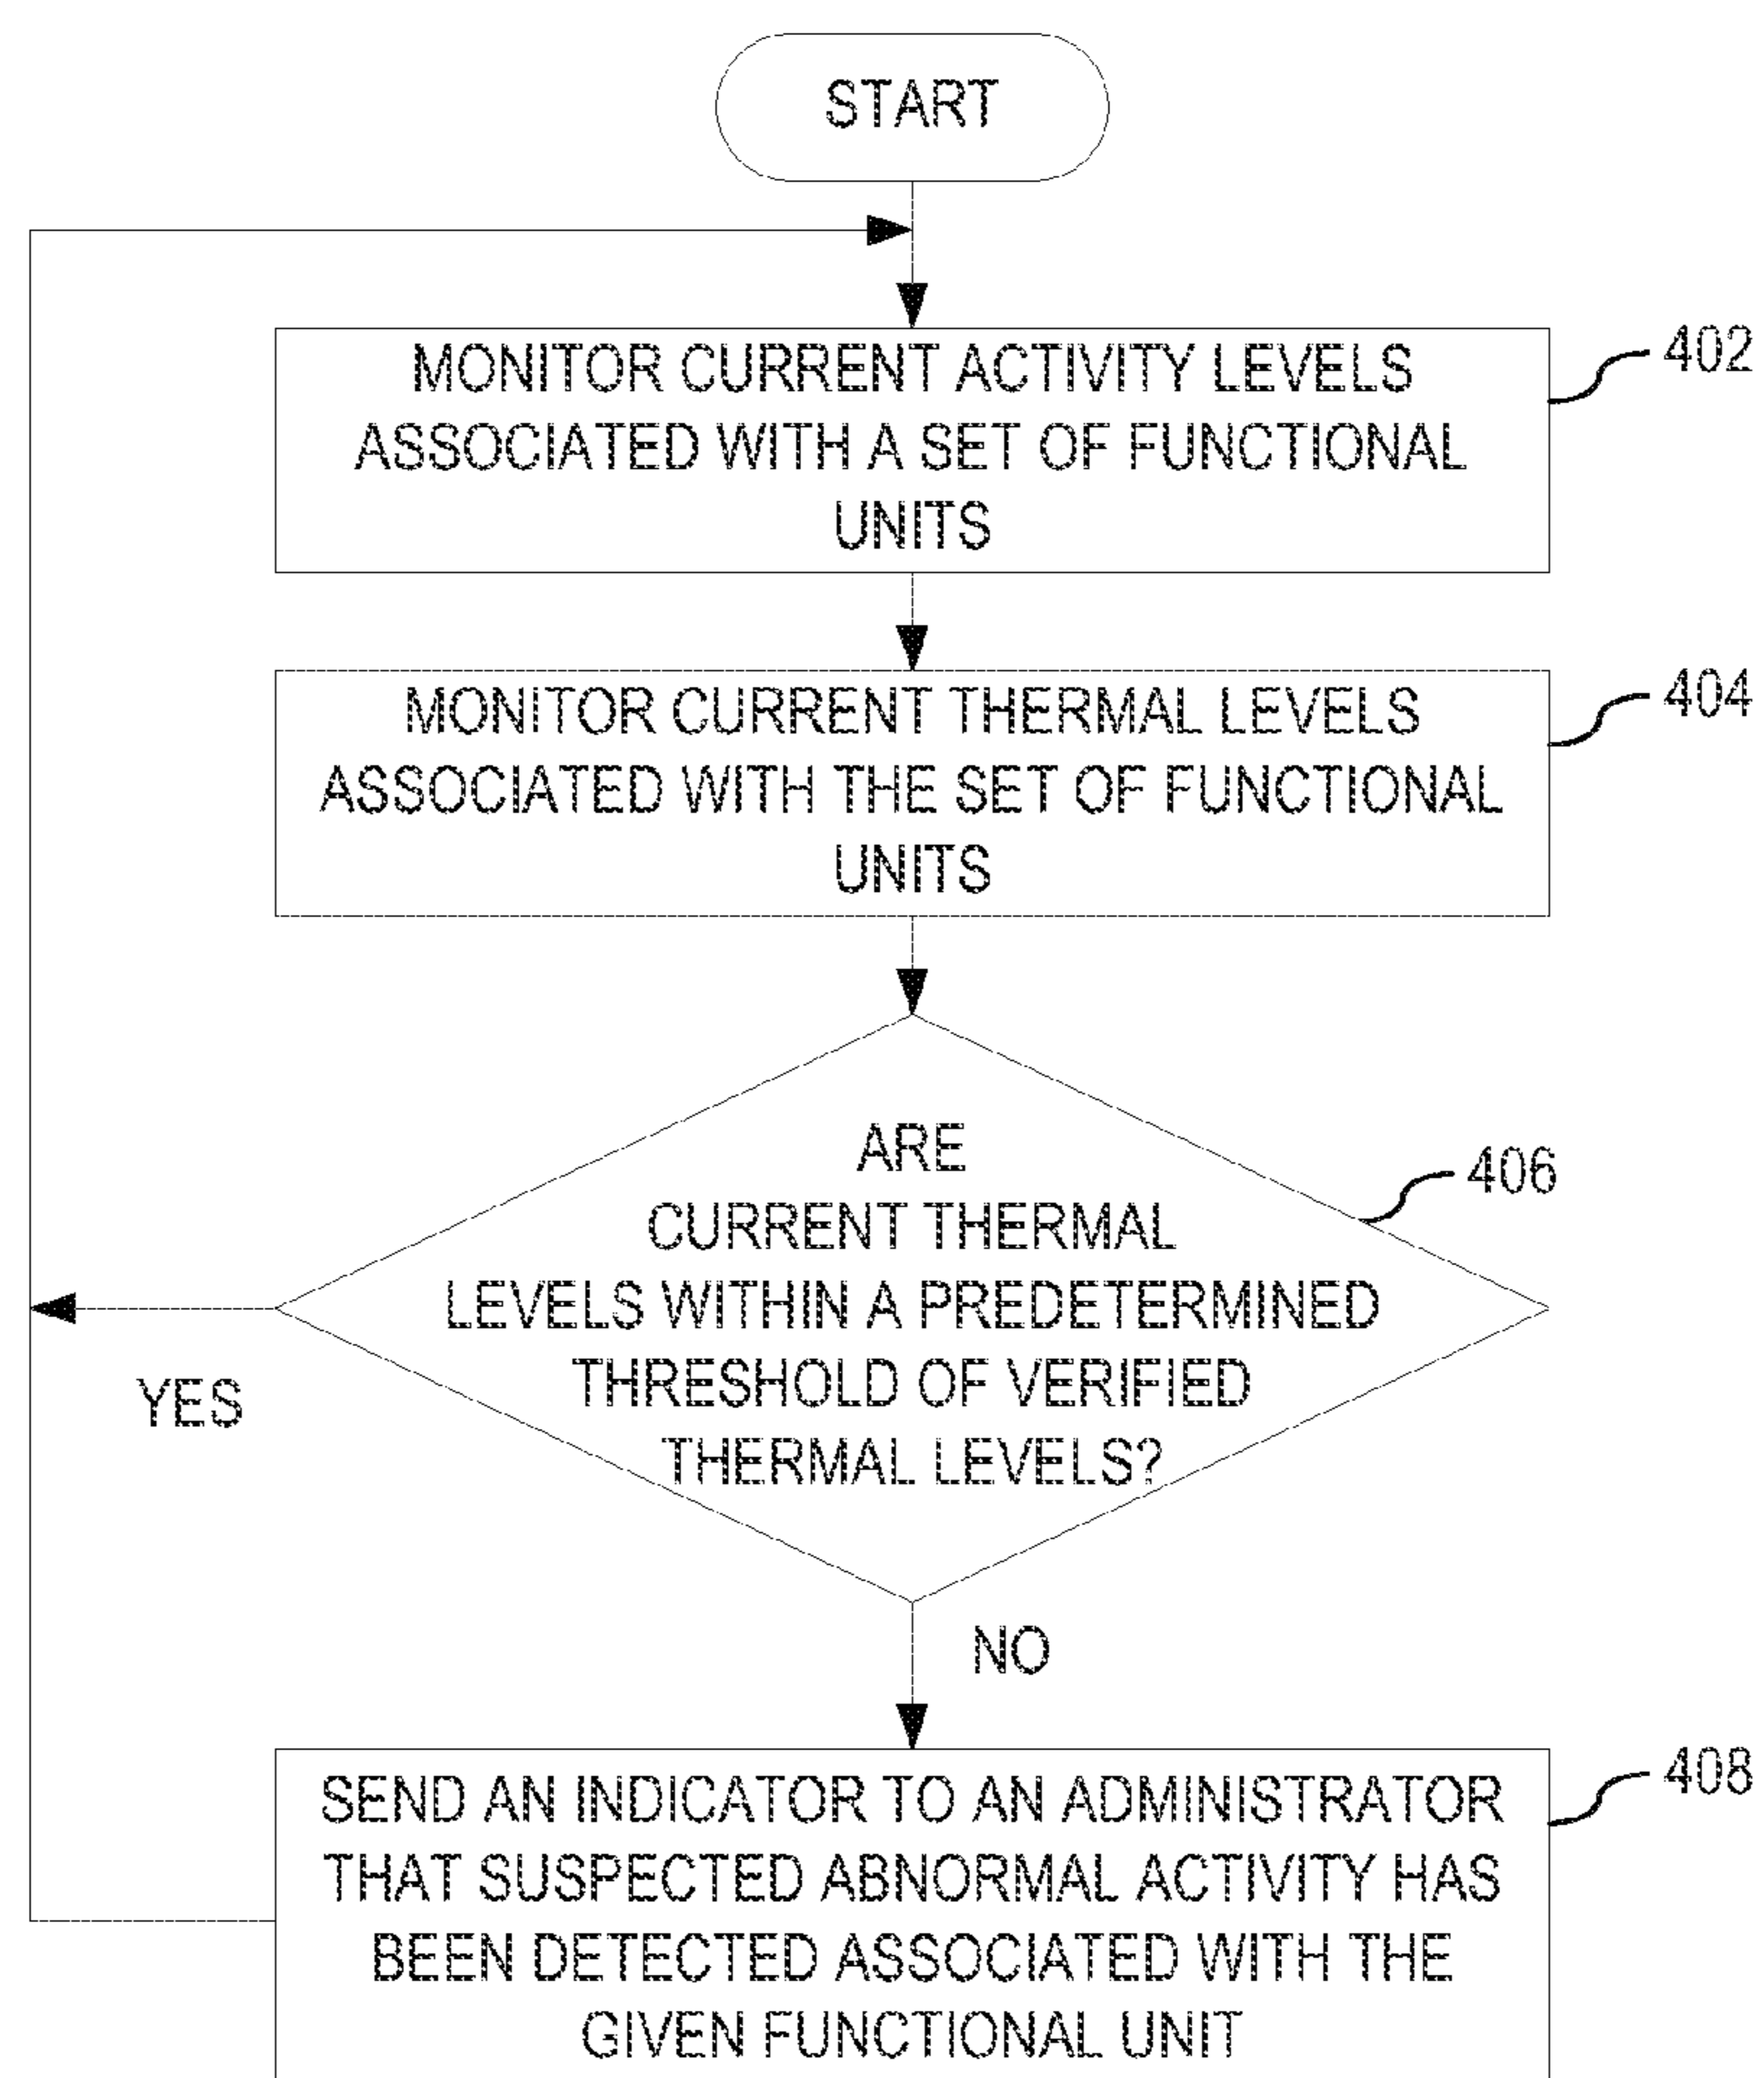 START
MONITOR CURRENT ACTIVITY LEVELS
ASSOCIATED WITH A SET OF FUNCTIONAL
UNITS
402
MONITOR CURRENT THERMAL LEVELS
ASSOCIATED WITH THE SET OF FUNCTIONAL
UNITS
404
ARE
CURRENT THERMAL
LEVELS WITHIN A PREDETERMINED
THRESHOLD OF VERIFIED
THERMAL LEVELS?
406
YES
NO
SEND AN INDICATOR TO AN ADMINISTRATOR
THAT SUSPECTED ABNORMAL ACTIVITY HAS
BEEN DETECTED ASSOCIATED WITH THE
GIVEN FUNCTIONAL UNIT
408